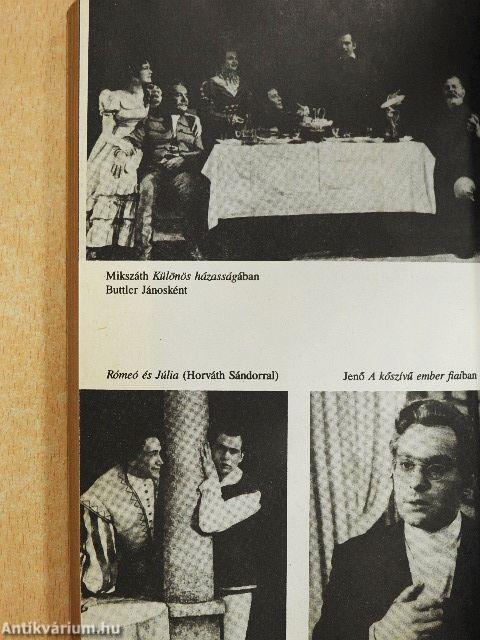 Mikszáth Különös házasságában
Buttler Jánosként
Rómeó és Júlia (Horváth Sándorral)
Jenő A kőszívű ember fiaiban
Antikvárium.hu